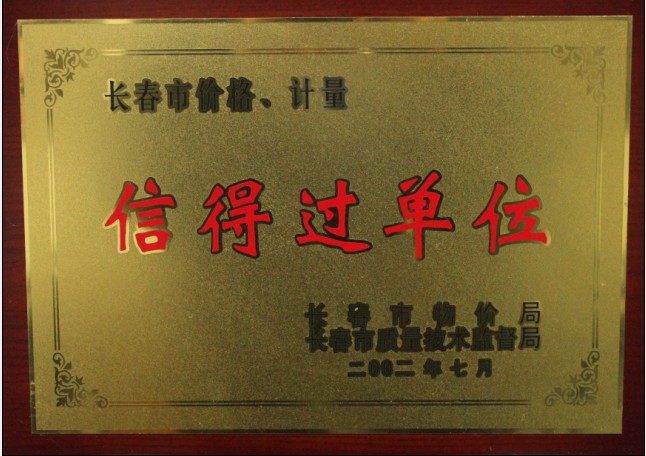 长春市价格、计量
信得过单位
长春市物价局
长春市质量技术监督局
二００二年七月